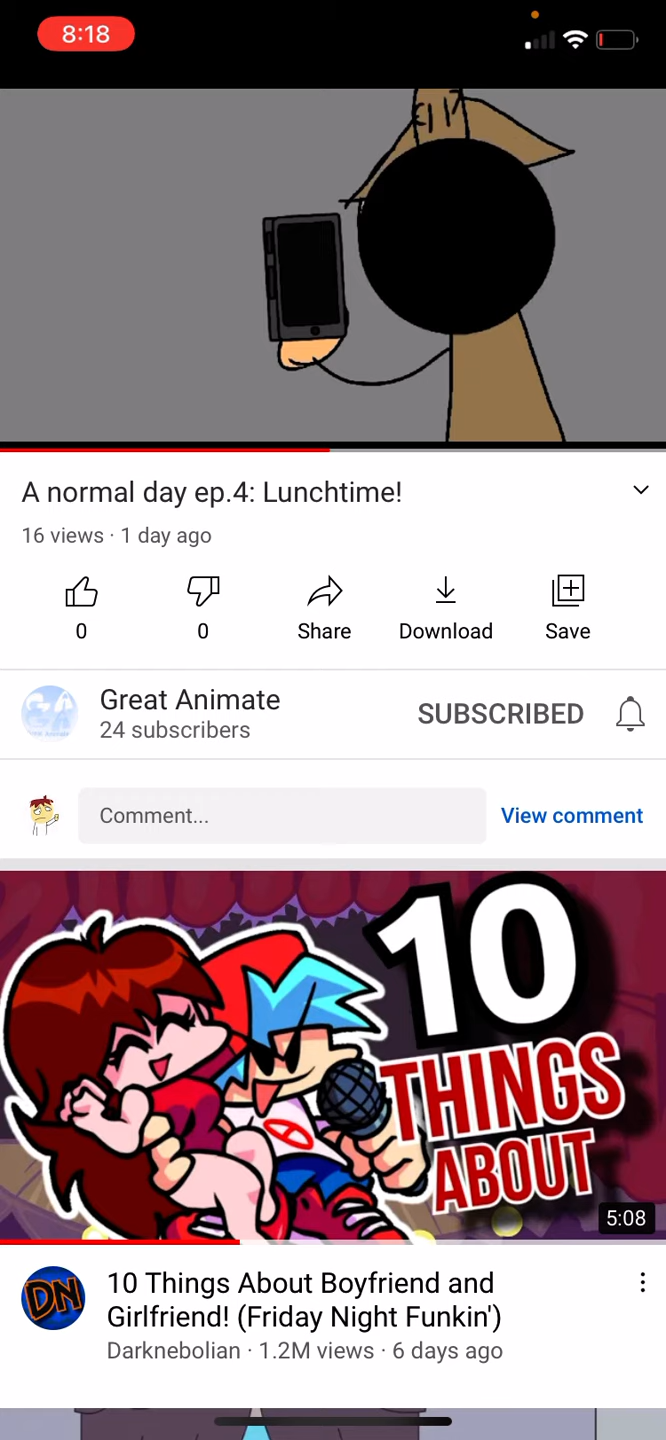 8:18
A normal day ep.4: Lunchtime!
16 views · 1 day ago
0
0
Share
Download
Save
GA
Great Animate
24 subscribers
SUBSCRIBED
Comment...
View comment
10
THINGS
ABOUT
5:08
DN
10 Things About Boyfriend and
Girlfriend! (Friday Night Funkin')
Darknebolian · 1.2M views · 6 days ago